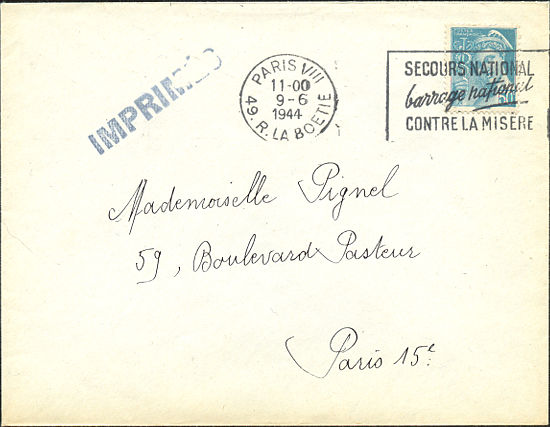 IMPRIMÉS
PARIS VIII
11-00
9-6
1944
49. R. LA BOETIE
SECOURS NATIONAL
barrage national
CONTRE LA MISÈRE
Mademoiselle Pignel
59, Boulevard Pasteur
Paris 15e